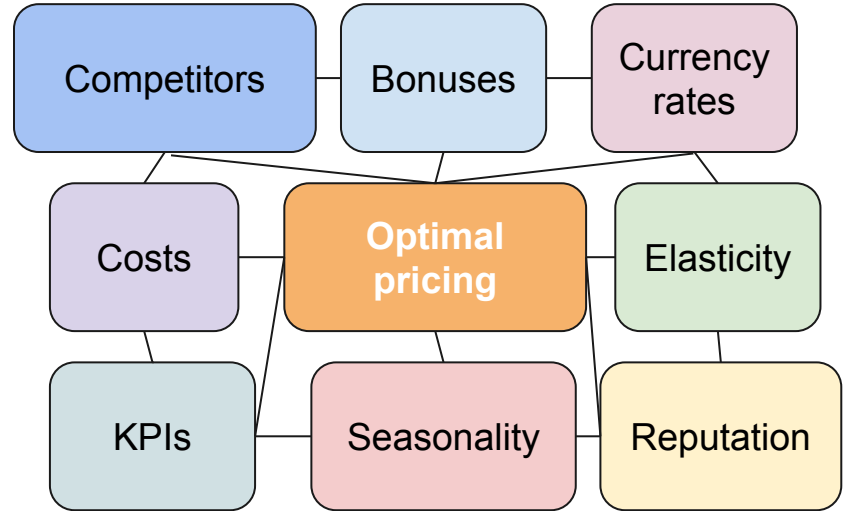 Competitors
Bonuses
Currency
rates
Costs
Optimal
pricing
Elasticity
KPIs
Seasonality
Reputation